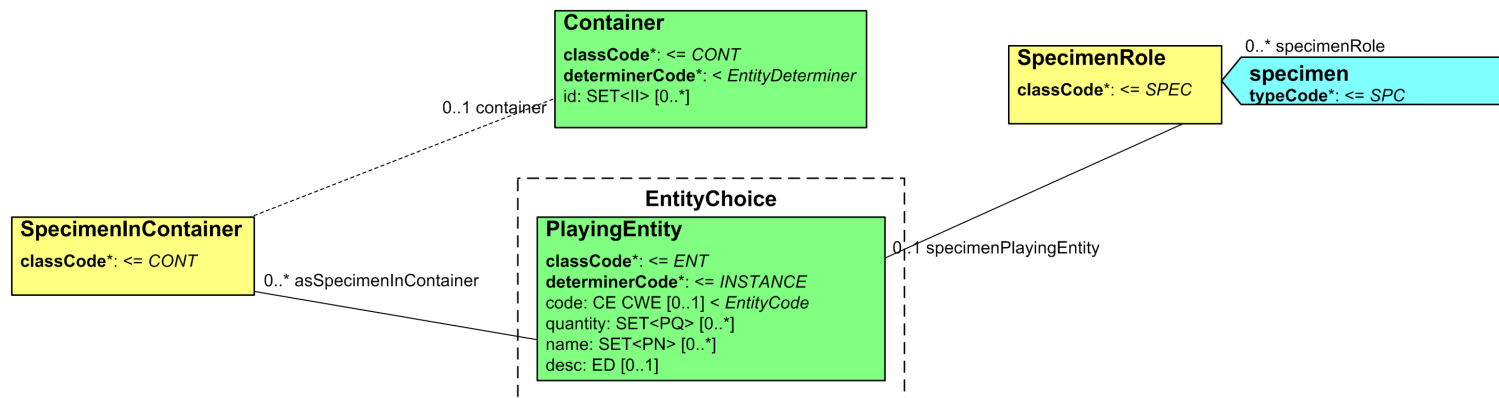 Container
classCode*: <= CONT
determinerCode*: < EntityDeterminer
id: SET<II> [0..*]
0..1 container
SpecimenRole
classCode*: <= SPEC
0..* specimenRole
specimen
typeCode*: <= SPC
EntityChoice
SpecimenInContainer
classCode*: <= CONT
0..* asSpecimenInContainer
PlayingEntity
classCode*: <= ENT
determinerCode*: <= INSTANCE
code: CE CWE [0..1] < EntityCode
quantity: SET<PQ> [0..*]
name: SET<PN> [0..*]
desc: ED [0..1]
0..1 specimenPlayingEntity